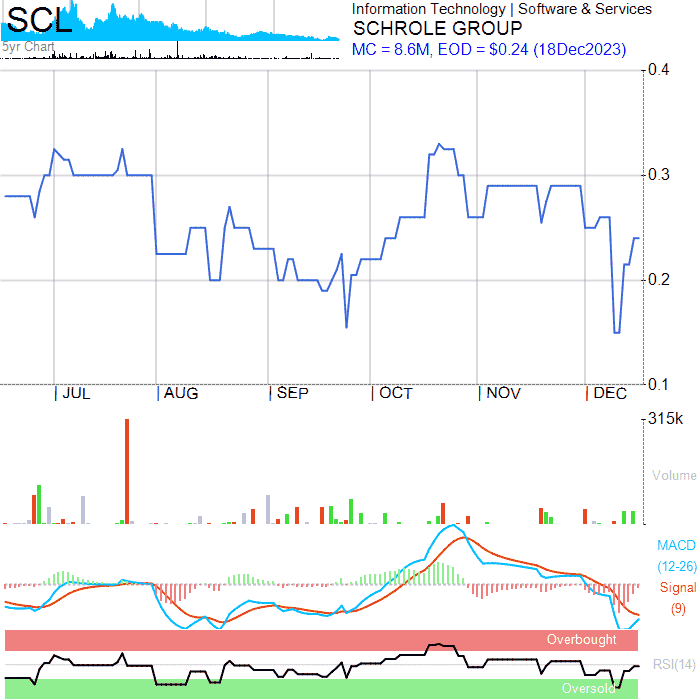 SCL
5yr Chart
Information Technology | Software & Services
SCHROLE GROUP
MC = 8.6M, EOD = $0.24 (18Dec2023)
0.4
0.3
0.2
0.1
| JUL | AUG | SEP | OCT | NOV | DEC
315k
Volume
MACD
(12-26)
Signal
(9)
Overbought
RSI(14)
Oversold